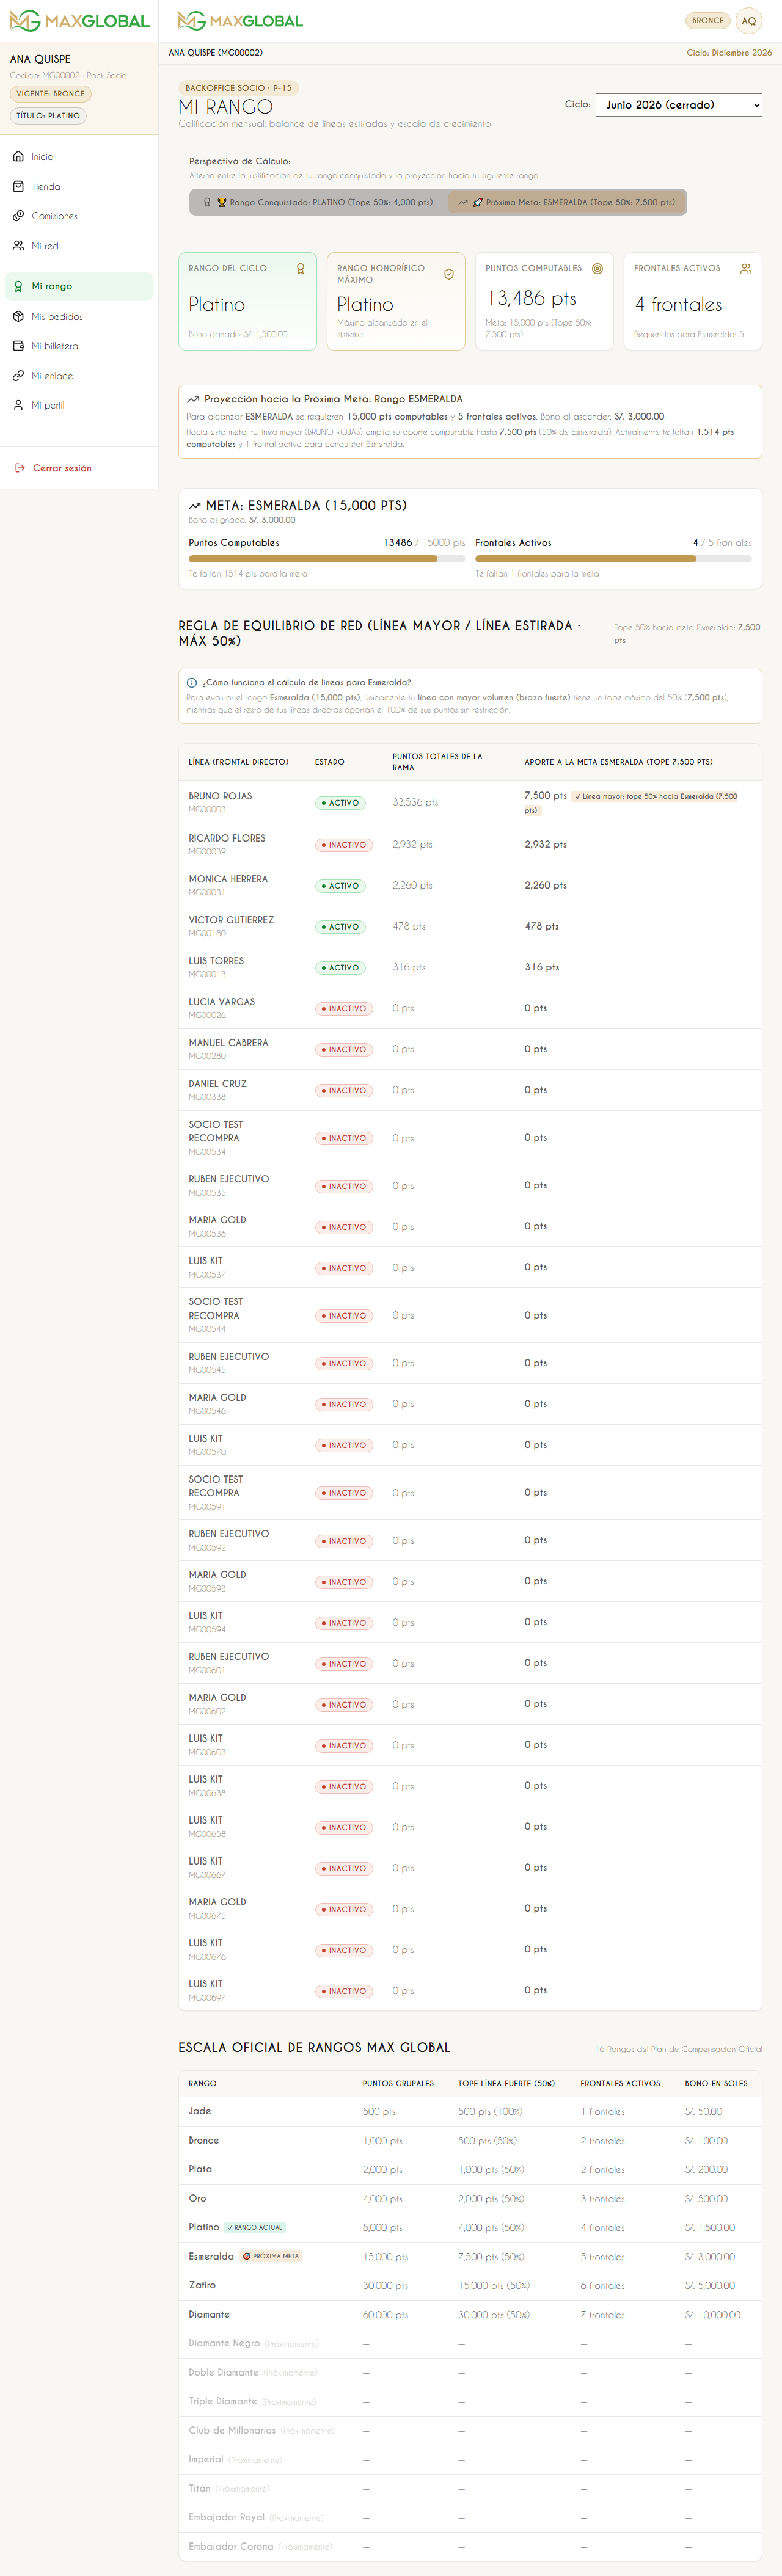 MAXGLOBAL
MAXGLOBAL
BRONCE
AQ
ANA QUISPE
Código: MG00002 · Pack Socio
VIGENTE: BRONCE
TÍTULO: PLATINO
Inicio
Tienda
Comisiones
Mi red
Mi rango
Mis pedidos
Mi billetera
Mi enlace
Mi perfil
Cerrar sesión
ANA QUISPE (MG00002)
Ciclo: Diciembre 2026
BACKOFFICE SOCIO · P-15
MI RANGO
Calificación mensual, balance de líneas estiradas y escala de crecimiento
Ciclo: Junio 2026 (cerrado)
Perspectiva de Cálculo:
Alterna entre la justificación de tu rango conquistado y la proyección hacia tu siguiente rango.
🏆 Rango Conquistado: PLATINO (Tope 50%: 4,000 pts)
🚀 Próxima Meta: ESMERALDA (Tope 50%: 7,500 pts)
RANGO DEL CICLO
Platino
Bono ganado: S/. 1,500.00
RANGO HONORÍFICO
MÁXIMO
Platino
Máximo alcanzado en el
sistema
PUNTOS COMPUTABLES
13,486 pts
Meta: 15,000 pts (Tope 50%:
7,500 pts)
FRONTALES ACTIVOS
4 frontales
Requeridos para Esmeralda: 5
Proyección hacia la Próxima Meta: Rango ESMERALDA
Para alcanzar ESMERALDA se requieren 15,000 pts computables y 5 frontales activos. Bono al ascender: S/. 3,000.00.
Hacia esta meta, tu línea mayor (BRUNO ROJAS) amplía su aporte computable hasta 7,500 pts (50% de Esmeralda). Actualmente te faltan 1,514 pts
computables y 1 frontal activo para conquistar Esmeralda.
META: ESMERALDA (15,000 PTS)
Bono asignado: S/. 3,000.00
Puntos Computables 13486 / 15000 pts
Te faltan 1514 pts para la meta
Frontales Activos 4 / 5 frontales
Te faltan 1 frontales para la meta
REGLA DE EQUILIBRIO DE RED (LÍNEA MAYOR / LÍNEA ESTIRADA ·
MÁX 50%)
Tope 50% hacia meta Esmeralda: 7,500
pts
¿Cómo funciona el cálculo de líneas para Esmeralda?
Para evaluar el rango Esmeralda (15,000 pts), únicamente tu línea con mayor volumen (brazo fuerte) tiene un tope máximo del 50% (7,500 pts),
mientras que el resto de tus líneas directas aportan el 100% de sus puntos sin restricción.
LÍNEA (FRONTAL DIRECTO) ESTADO PUNTOS TOTALES DE LA RAMA APORTE A LA META ESMERALDA (TOPE 7,500 PTS)
BRUNO ROJAS
MG00003
ACTIVO 33,536 pts 7,500 pts ✓ Línea mayor: tope 50% hacia Esmeralda (7,500
pts)
RICARDO FLORES
MG00039
INACTIVO 2,932 pts 2,932 pts
MONICA HERRERA
MG00031
ACTIVO 2,260 pts 2,260 pts
VICTOR GUTIERREZ
MG00180
ACTIVO 478 pts 478 pts
LUIS TORRES
MG00013
ACTIVO 316 pts 316 pts
LUCIA VARGAS
MG00026
INACTIVO 0 pts 0 pts
MANUEL CABRERA
MG00280
INACTIVO 0 pts 0 pts
DANIEL CRUZ
MG00338
INACTIVO 0 pts 0 pts
SOCIO TEST
RECOMPRA
MG00534
INACTIVO 0 pts 0 pts
RUBEN EJECUTIVO
MG00535
INACTIVO 0 pts 0 pts
MARIA GOLD
MG00536
INACTIVO 0 pts 0 pts
LUIS KIT
MG00537
INACTIVO 0 pts 0 pts
SOCIO TEST
RECOMPRA
MG00544
INACTIVO 0 pts 0 pts
RUBEN EJECUTIVO
MG00545
INACTIVO 0 pts 0 pts
MARIA GOLD
MG00546
INACTIVO 0 pts 0 pts
LUIS KIT
MG00570
INACTIVO 0 pts 0 pts
SOCIO TEST
RECOMPRA
MG00591
INACTIVO 0 pts 0 pts
RUBEN EJECUTIVO
MG00592
INACTIVO 0 pts 0 pts
MARIA GOLD
MG00593
INACTIVO 0 pts 0 pts
LUIS KIT
MG00594
INACTIVO 0 pts 0 pts
RUBEN EJECUTIVO
MG00601
INACTIVO 0 pts 0 pts
MARIA GOLD
MG00602
INACTIVO 0 pts 0 pts
LUIS KIT
MG00603
INACTIVO 0 pts 0 pts
LUIS KIT
MG00638
INACTIVO 0 pts 0 pts
LUIS KIT
MG00658
INACTIVO 0 pts 0 pts
LUIS KIT
MG00667
INACTIVO 0 pts 0 pts
MARIA GOLD
MG00675
INACTIVO 0 pts 0 pts
LUIS KIT
MG00676
INACTIVO 0 pts 0 pts
LUIS KIT
MG00697
INACTIVO 0 pts 0 pts
ESCALA OFICIAL DE RANGOS MAX GLOBAL
16 Rangos del Plan de Compensación Oficial
RANGO PUNTOS GRUPALES TOPE LÍNEA FUERTE (50%) FRONTALES ACTIVOS BONO EN SOLES
Jade 500 pts 500 pts (100%) 1 frontales S/. 50.00
Bronce 1,000 pts 500 pts (50%) 2 frontales S/. 100.00
Plata 2,000 pts 1,000 pts (50%) 2 frontales S/. 200.00
Oro 4,000 pts 2,000 pts (50%) 3 frontales S/. 500.00
Platino ✓ RANGO ACTUAL 8,000 pts 4,000 pts (50%) 4 frontales S/. 1,500.00
Esmeralda 🎯 PRÓXIMA META 15,000 pts 7,500 pts (50%) 5 frontales S/. 3,000.00
Zafiro 30,000 pts 15,000 pts (50%) 6 frontales S/. 5,000.00
Diamante 60,000 pts 30,000 pts (50%) 7 frontales S/. 10,000.00
Diamante Negro (Próximamente) — — — —
Doble Diamante (Próximamente) — — — —
Triple Diamante (Próximamente) — — — —
Club de Millonarios (Próximamente) — — — —
Imperial (Próximamente) — — — —
Titán (Próximamente) — — — —
Embajador Royal (Próximamente) — — — —
Embajador Corona (Próximamente) — — — —